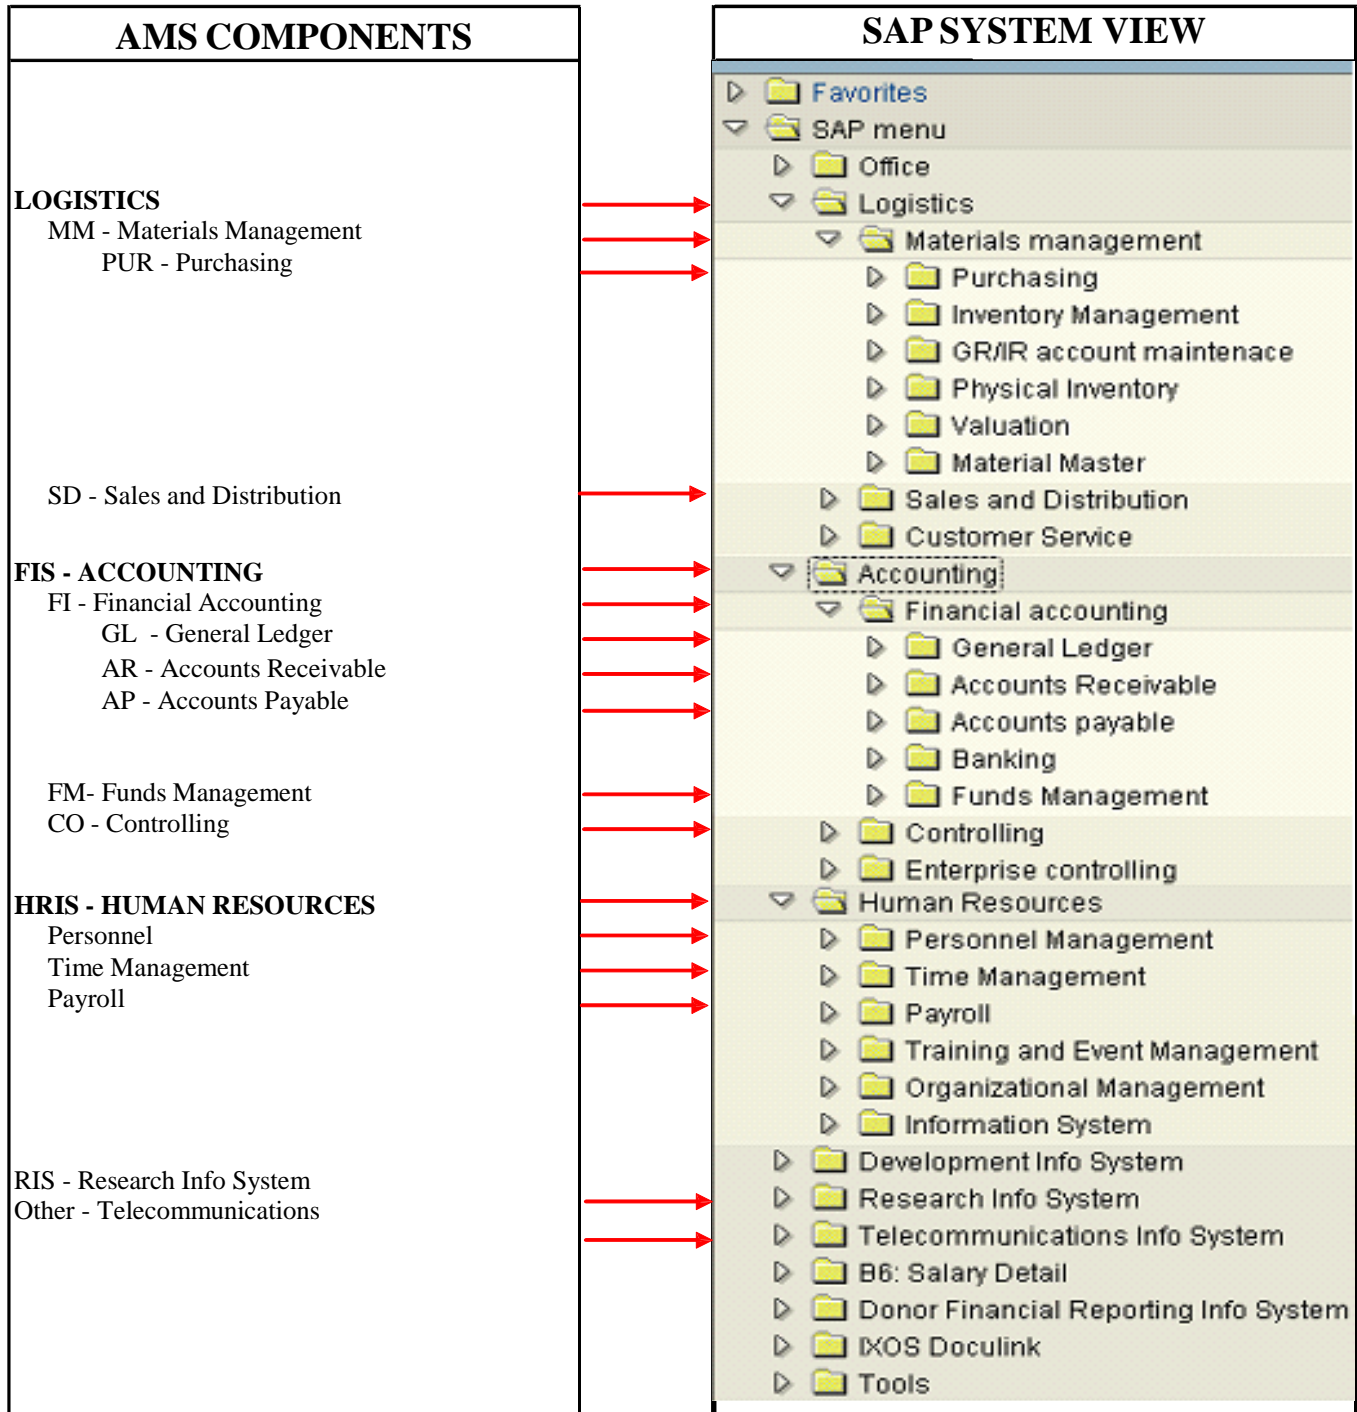 AMS COMPONENTS
LOGISTICS
MM - Materials Management
PUR - Purchasing
SD - Sales and Distribution
FIS - ACCOUNTING
FI - Financial Accounting
GL - General Ledger
AR - Accounts Receivable
AP - Accounts Payable
FM- Funds Management
CO - Controlling
HRIS - HUMAN RESOURCES
Personnel
Time Management
Payroll
RIS - Research Info System
Other - Telecommunications
SAP SYSTEM VIEW
Favorites
SAP menu
Office
Logistics
Materials management
Purchasing
Inventory Management
GR/IR account maintenace
Physical Inventory
Valuation
Material Master
Sales and Distribution
Customer Service
Accounting
Financial accounting
General Ledger
Accounts Receivable
Accounts payable
Banking
Funds Management
Controlling
Enterprise controlling
Human Resources
Personnel Management
Time Management
Payroll
Training and Event Management
Organizational Management
Information System
Development Info System
Research Info System
Telecommunications Info System
B6: Salary Detail
Donor Financial Reporting Info System
IXOS Doculink
Tools